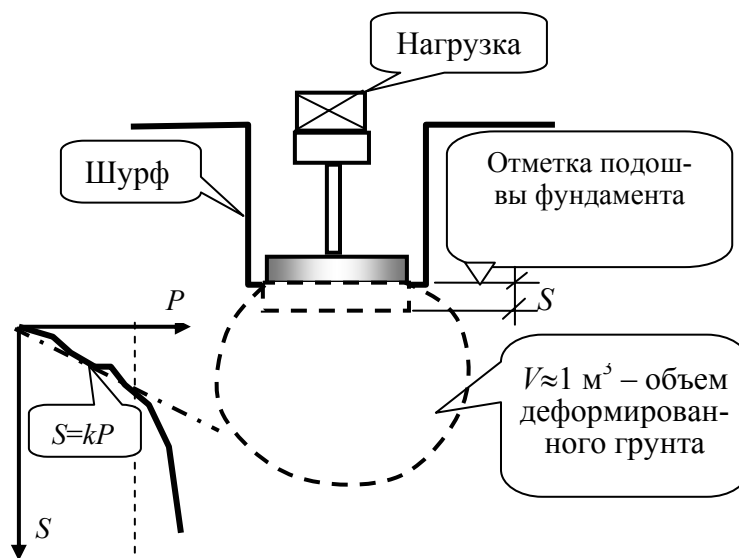 Нагрузка
Шурф
Отметка подош-
вы фундамента
S
P
S=kP
S
V≈1 м³ – объем
деформирован-
ного грунта